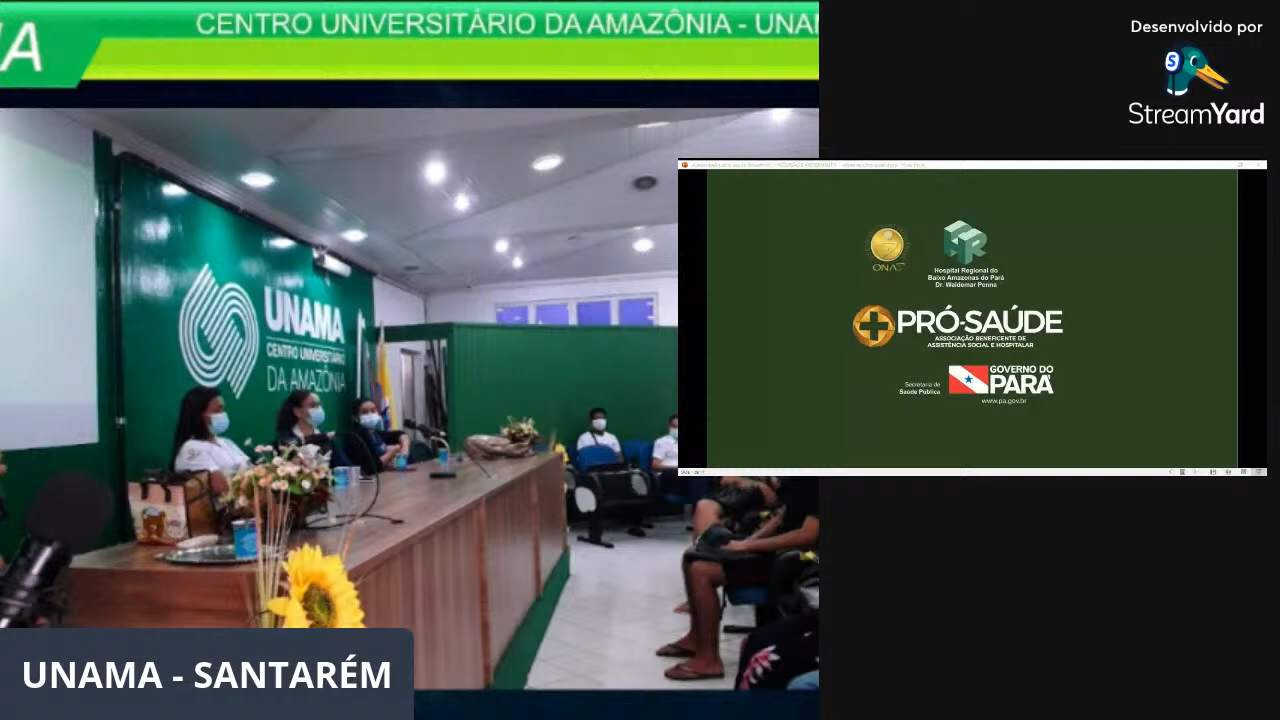 A
CENTRO UNIVERSITÁRIO DA AMAZÔNIA - UNA
Desenvolvido por
S
StreamYard
UNAMA
CENTRO UNIVERSITÁRIO
DA AMAZÔNIA
ONA
HR
Hospital Regional do
Baixo Amazonas do Pará
Dr. Waldemar Penna
PRÓ-SAÚDE
ASSOCIAÇÃO BENEFICENTE DE
ASSISTÊNCIA SOCIAL E HOSPITALAR
Secretaria de
Saúde Pública
GOVERNO DO
PARÁ
www.pa.gov.br
UNAMA - SANTARÉM